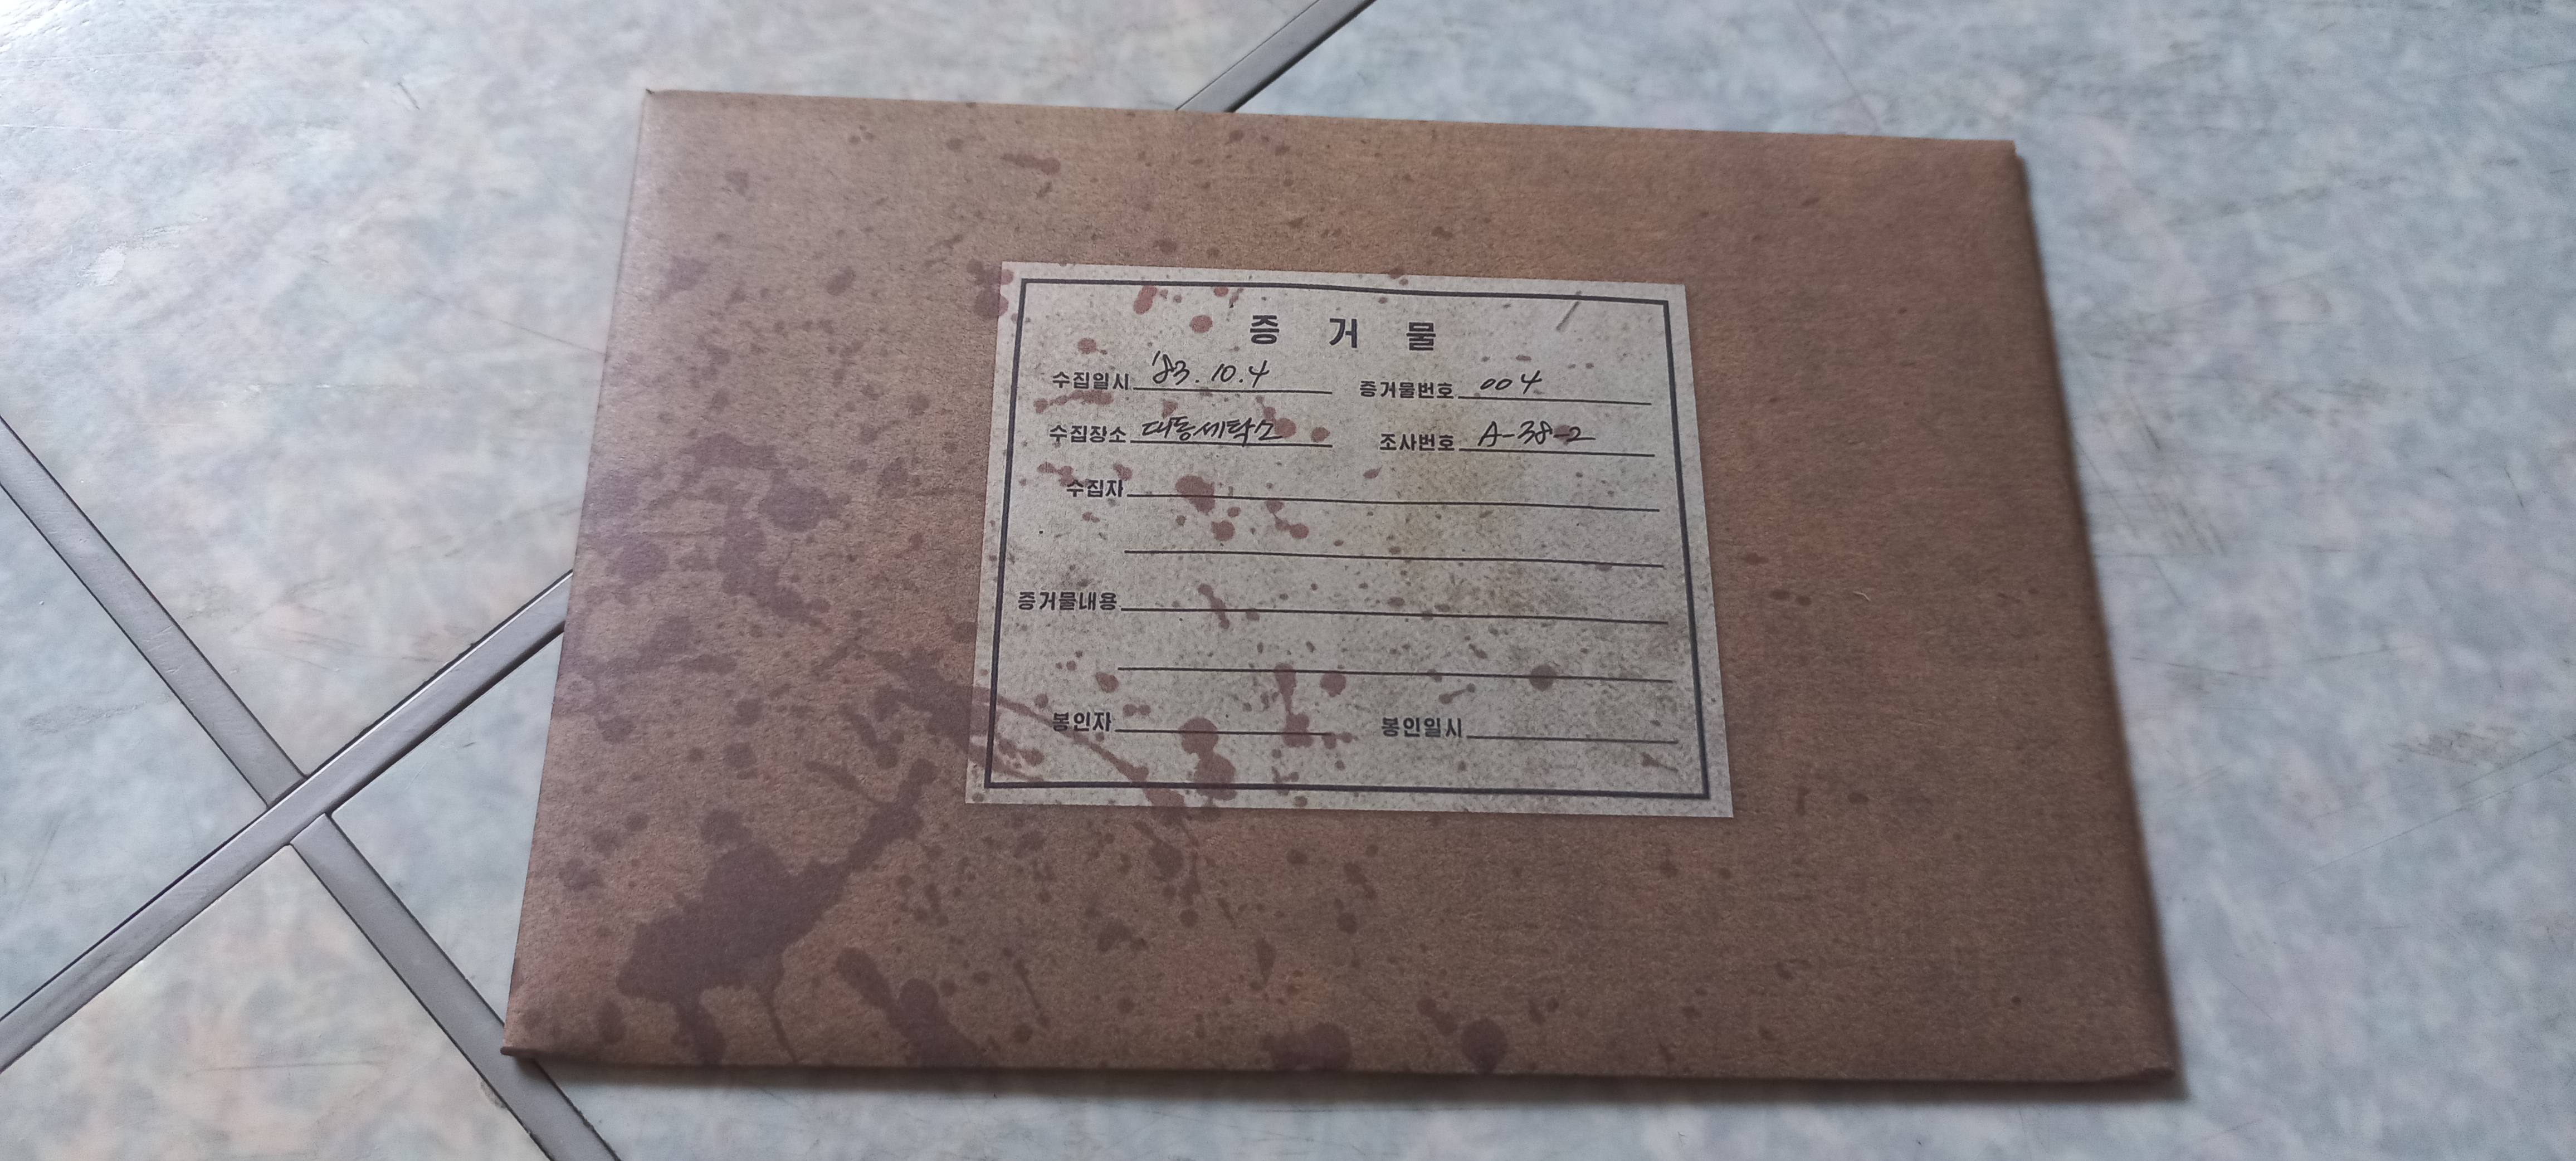 증 거 물
수집일시 '83.10.4 증거물번호 004
수집장소 대동세탁소 조사번호 A-38-2
수집자
증거물내용
봉인자 봉인일시